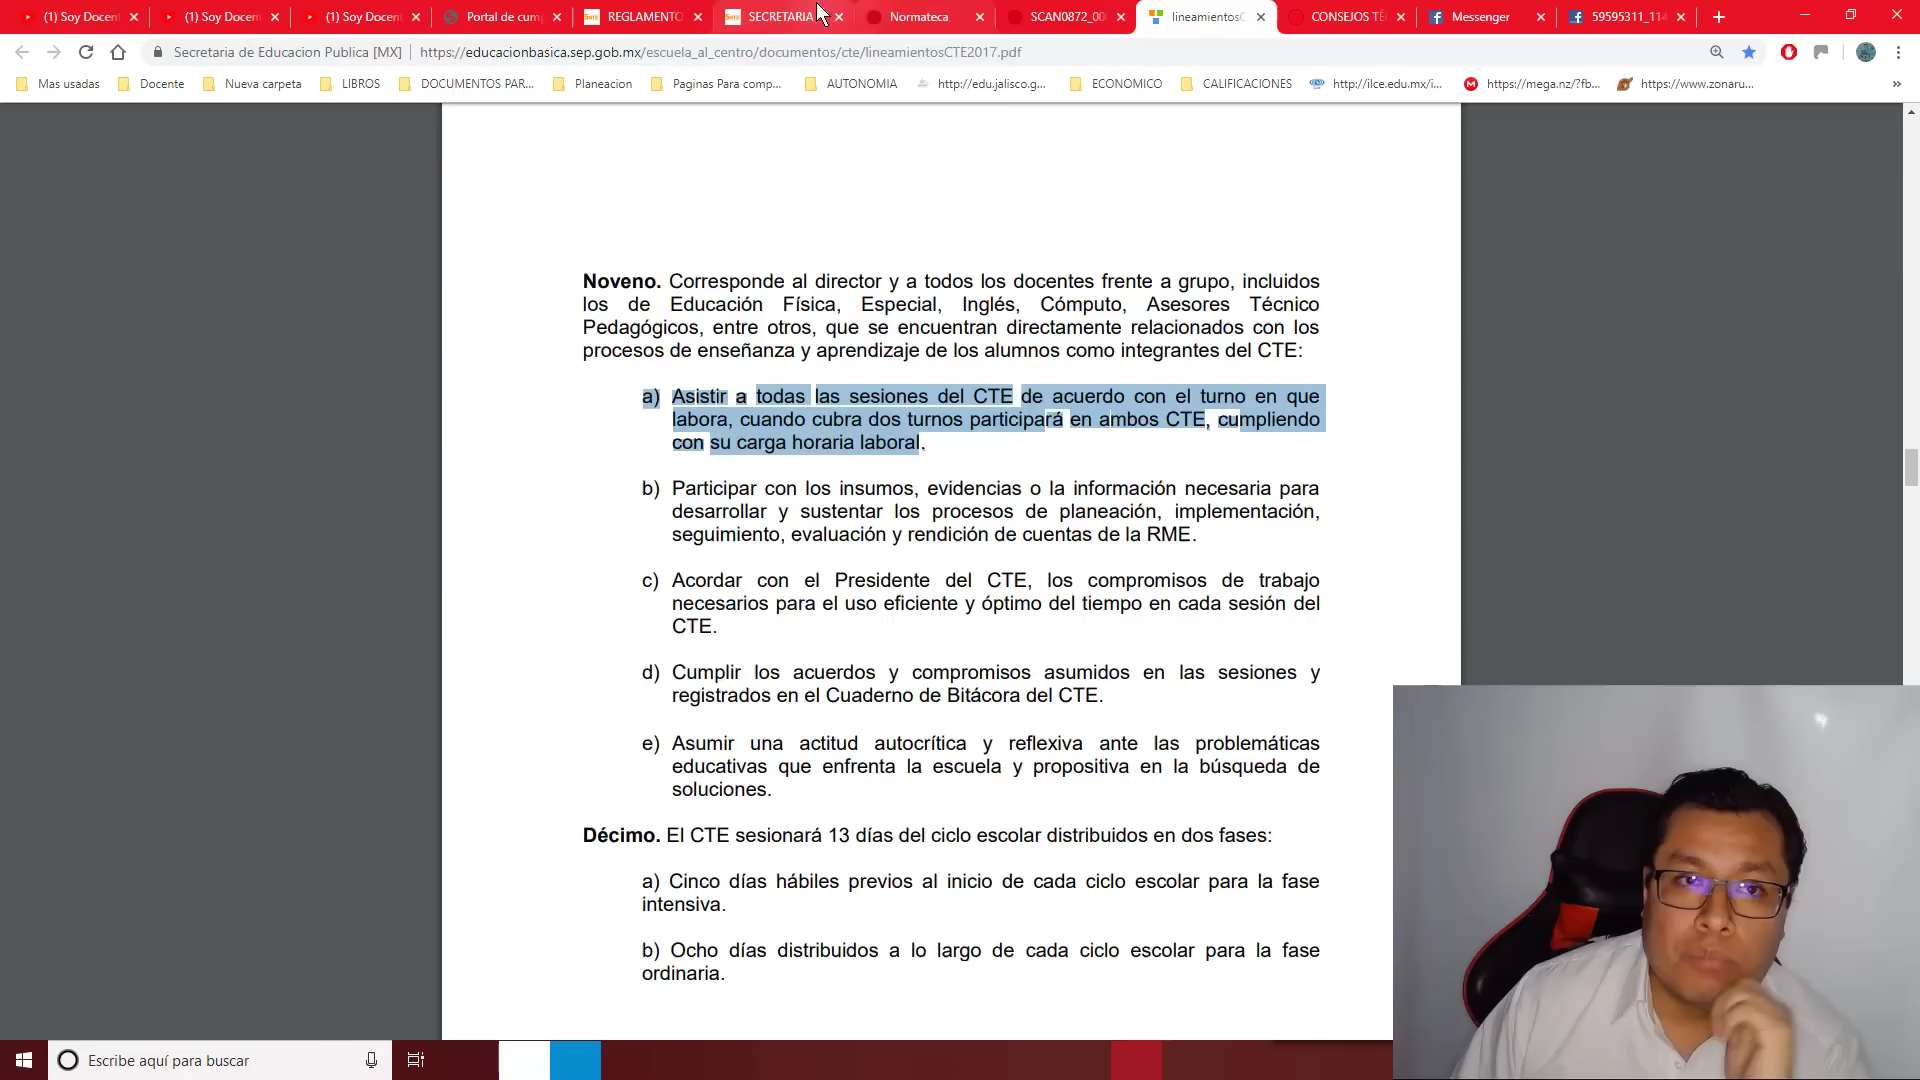 (1) Soy Docent
(1) Soy Docent
(1) Soy Docent
Portal de cum
REGLAMENTO
SECRETARIA
Normateca
SCAN0872_00
lineamientosC
CONSEJOS TÉ
Messenger
59595311_11
Secretaria de Educacion Publica [MX] | https://educacionbasica.sep.gob.mx/escuela_al_centro/documentos/cte/lineamientosCTE2017.pdf
Mas usadas
Docente
Nueva carpeta
LIBROS
DOCUMENTOS PAR...
Planeacion
Paginas Para comp...
AUTONOMIA
http://edu.jalisco.g...
ECONOMICO
CALIFICACIONES
http://ilce.edu.mx/i...
https://mega.nz/?fb...
https://www.zonaru...
»
Noveno. Corresponde al director y a todos los docentes frente a grupo, incluidos
los de Educación Física, Especial, Inglés, Cómputo, Asesores Técnico
Pedagógicos, entre otros, que se encuentran directamente relacionados con los
procesos de enseñanza y aprendizaje de los alumnos como integrantes del CTE:
a) Asistir a todas las sesiones del CTE de acuerdo con el turno en que
labora, cuando cubra dos turnos participará en ambos CTE, cumpliendo
con su carga horaria laboral.
b) Participar con los insumos, evidencias o la información necesaria para
desarrollar y sustentar los procesos de planeación, implementación,
seguimiento, evaluación y rendición de cuentas de la RME.
c) Acordar con el Presidente del CTE, los compromisos de trabajo
necesarios para el uso eficiente y óptimo del tiempo en cada sesión del
CTE.
d) Cumplir los acuerdos y compromisos asumidos en las sesiones y
registrados en el Cuaderno de Bitácora del CTE.
e) Asumir una actitud autocrítica y reflexiva ante las problemáticas
educativas que enfrenta la escuela y propositiva en la búsqueda de
soluciones.
Décimo. El CTE sesionará 13 días del ciclo escolar distribuidos en dos fases:
a) Cinco días hábiles previos al inicio de cada ciclo escolar para la fase
intensiva.
b) Ocho días distribuidos a lo largo de cada ciclo escolar para la fase
ordinaria.
Escribe aquí para buscar